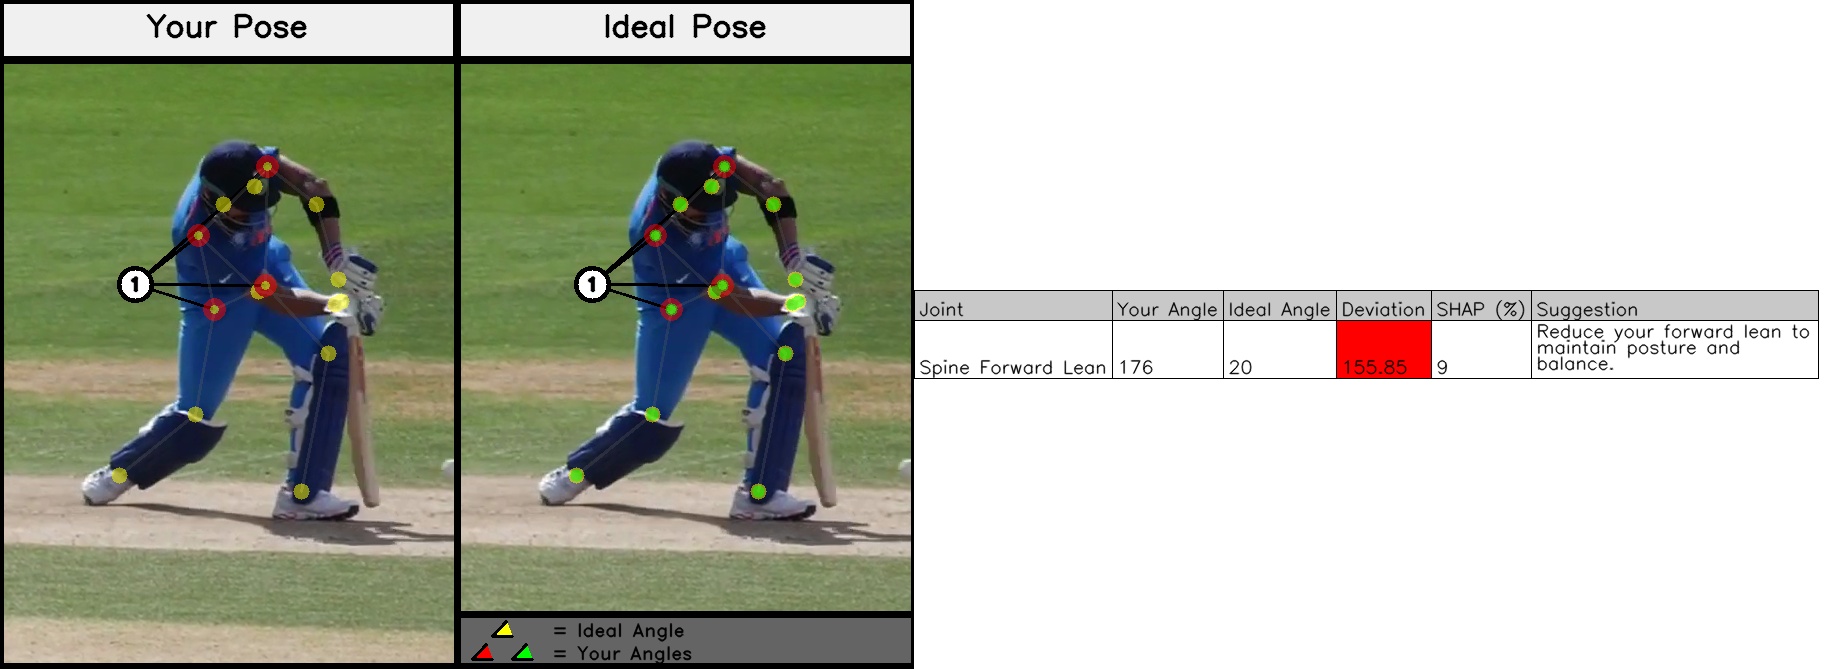 Your Pose
Ideal Pose
1
1
= Ideal Angle
= Your Angles
Joint Your Angle Ideal Angle Deviation SHAP (%) Suggestion
Spine Forward Lean 176 20 155.85 9 Reduce your forward lean to
maintain posture and
balance.